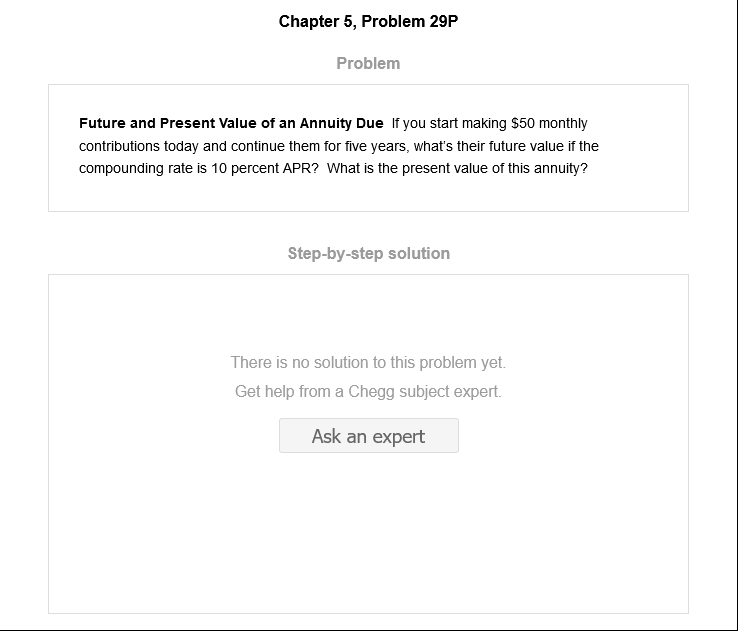 Chapter 5, Problem 29P
Problem
Future and Present Value of an Annuity Due  If you start making $50 monthly
contributions today and continue them for five years, what's their future value if the
compounding rate is 10 percent APR?  What is the present value of this annuity?
Step-by-step solution
There is no solution to this problem yet.
Get help from a Chegg subject expert.
Ask an expert